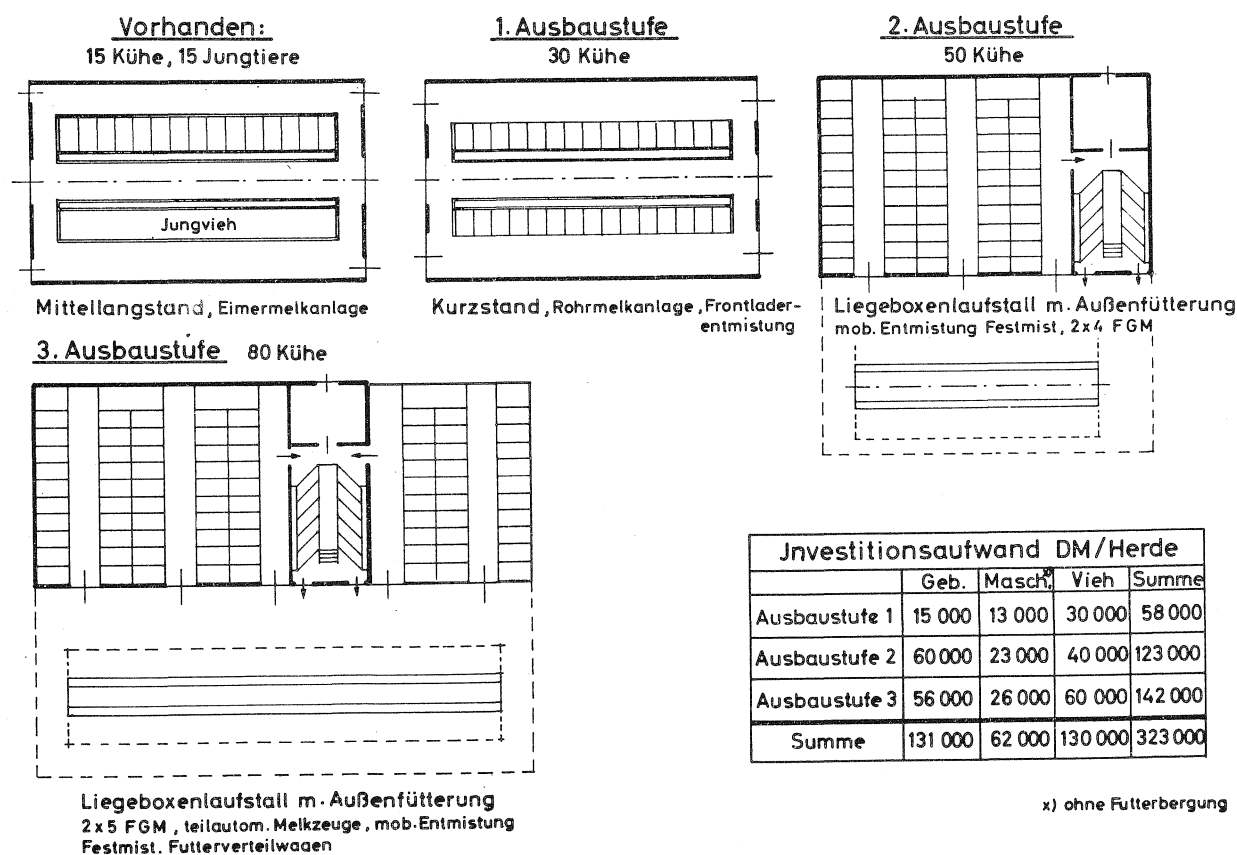 Vorhanden:
15 Kühe, 15 Jungtiere
Jungvieh
Mittellangstand, Eimermelkanlage
1. Ausbaustufe
30 Kühe
Kurzstand, Rohrmelkanlage, Frontlader-
entmistung
2. Ausbaustufe
50 Kühe
Liegeboxenlaufstall m. Außenfütterung
mob. Entmistung Festmist, 2x4 FGM
3. Ausbaustufe 80 Kühe
Liegeboxenlaufstall m. Außenfütterung
2x5 FGM, teilautom. Melkzeuge, mob. Entmistung
Festmist. Futterverteilwagen
Jnvestitionsaufwand DM/Herde
Geb. Masch. x) Vieh Summe
Ausbaustufe 1 15 000 13 000 30 000 58 000
Ausbaustufe 2 60 000 23 000 40 000 123 000
Ausbaustufe 3 56 000 26 000 60 000 142 000
Summe 131 000 62 000 130 000 323 000
x) ohne Futterbergung